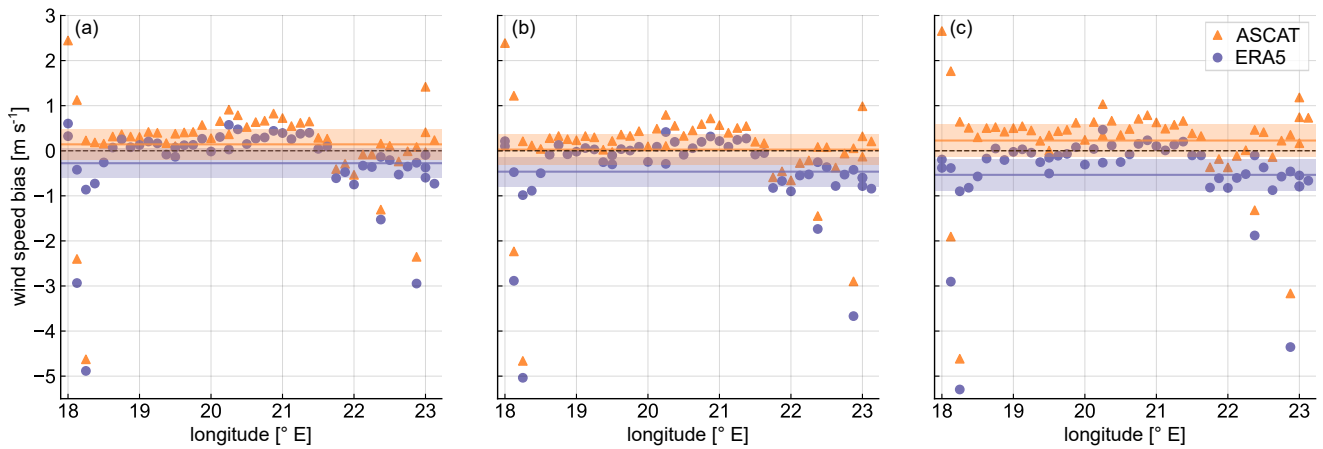 wind speed bias [m s⁻¹]
3
2
1
0
−1
−2
−3
−4
−5
(a)
(b)
(c)
ASCAT
ERA5
18 19 20 21 22 23
18 19 20 21 22 23
18 19 20 21 22 23
longitude [° E]
longitude [° E]
longitude [° E]